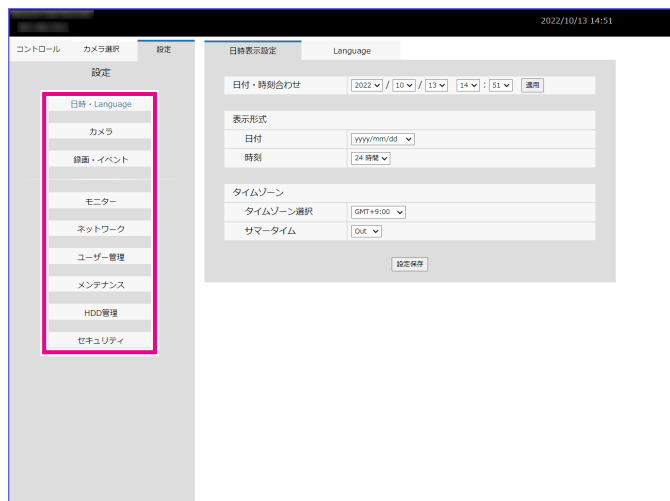 2022/10/13 14:51
コントロール カメラ選択 設定
設定
日時・Language
カメラ
録画・イベント
モニター
ネットワーク
ユーザー管理
メンテナンス
HDD管理
セキュリティ
日時表示設定 Language
日付・時刻合わせ 2022 / 10 / 13 14 : 51 適用
表示形式
日付 yyyy/mm/dd
時刻 24 時間
タイムゾーン
タイムゾーン選択 GMT+9:00
サマータイム Out
設定保存